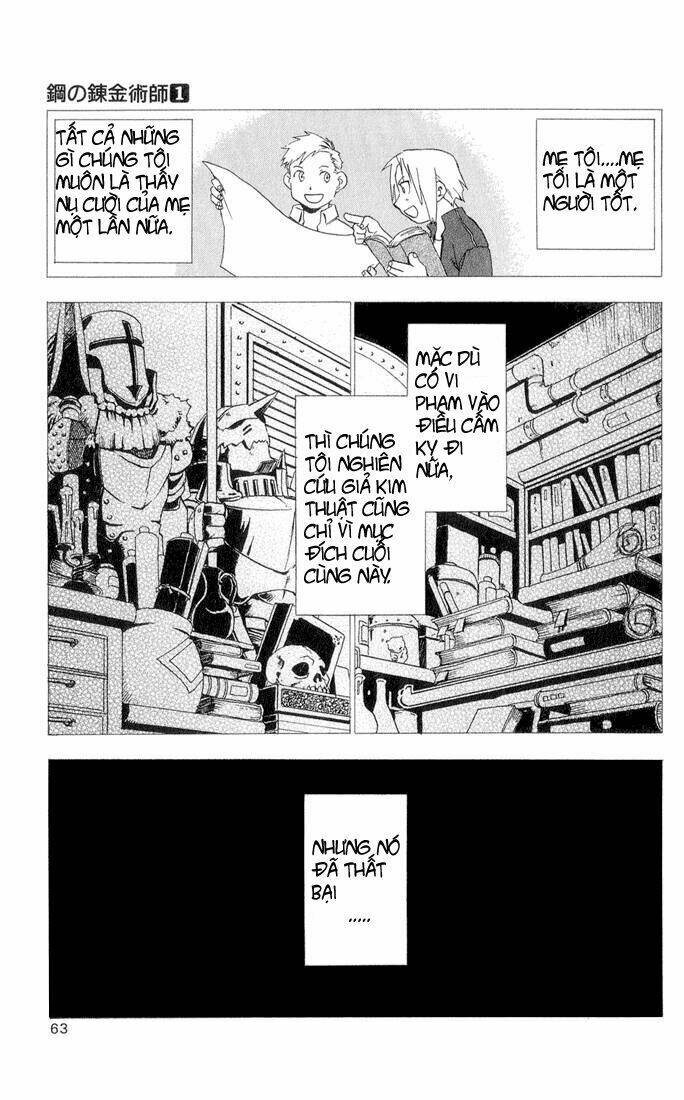 鋼の錬金術師1
MẸ TÔI,...MẸ
TÔI LÀ MỘT
NGƯỜI TỐT.
TẤT CẢ NHỮNG
GÌ CHÚNG TÔI
MUÔN LÀ THẤY
NỤ CƯỜI CỦA MẸ
MỘT LẦN NỮA.
MẶC DÙ
CÓ VI
PHẠM VÀO
ĐIỀU CẤM
KỴ ĐI
NỮA,
THÌ CHÚNG
TÔI NGHIÊN
CỨU GIẢ KIM
THUẬT CŨNG
CHỈ VÌ MỤC
ĐÍCH CUỐI
CÙNG NÀY.
NHƯNG NÓ
ĐÃ THẤT
BẠI
.....
63